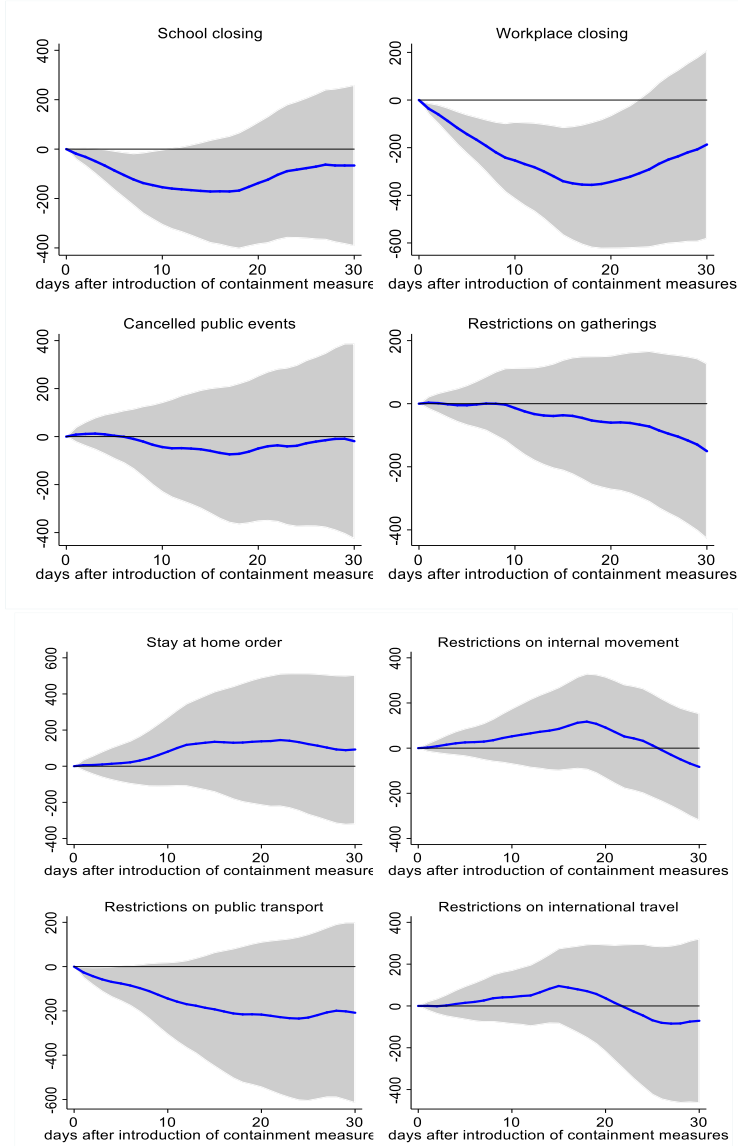 School closing
400
200
0
-200
-400
0 10 20 30
days after introduction of containment measure
Workplace closing
200
0
-200
-400
-600
0 10 20 30
days after introduction of containment measures
Cancelled public events
400
200
0
-200
-400
0 10 20 30
days after introduction of containment measure
Restrictions on gatherings
200
0
-200
-400
0 10 20 30
days after introduction of containment measures
Stay at home order
600
400
200
0
-200
-400
0 10 20 30
days after introduction of containment measure
Restrictions on internal movement
400
200
0
-200
-400
0 10 20 30
days after introduction of containment measures
Restrictions on public transport
200
0
-200
-400
-600
0 10 20 30
days after introduction of containment measure
Restrictions on international travel
400
200
0
-200
-400
0 10 20 30
days after introduction of containment measures